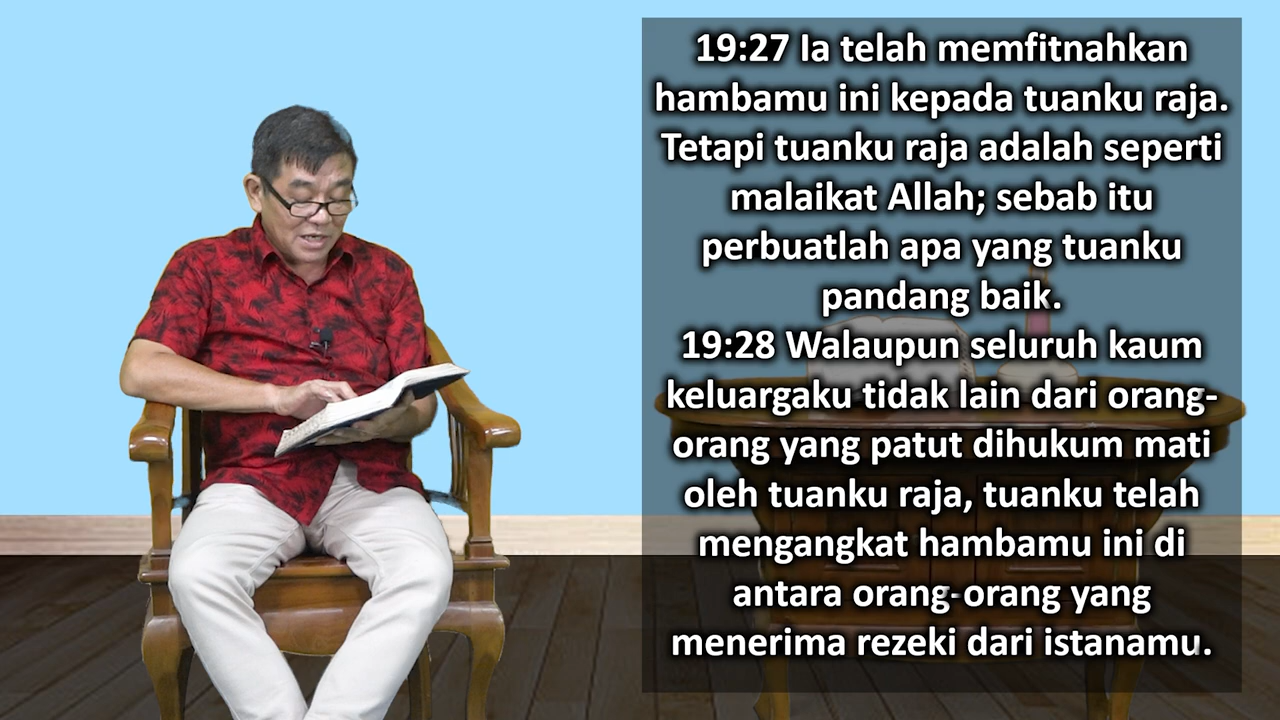 19:27 Ia telah memfitnahkan
hambamu ini kepada tuanku raja.
Tetapi tuanku raja adalah seperti
malaikat Allah; sebab itu
perbuatlah apa yang tuanku
pandang baik.
19:28 Walaupun seluruh kaum
keluargaku tidak lain dari orang-
orang yang patut dihukum mati
oleh tuanku raja, tuanku telah
mengangkat hambamu ini di
antara orang-orang yang
menerima rezeki dari istanamu.